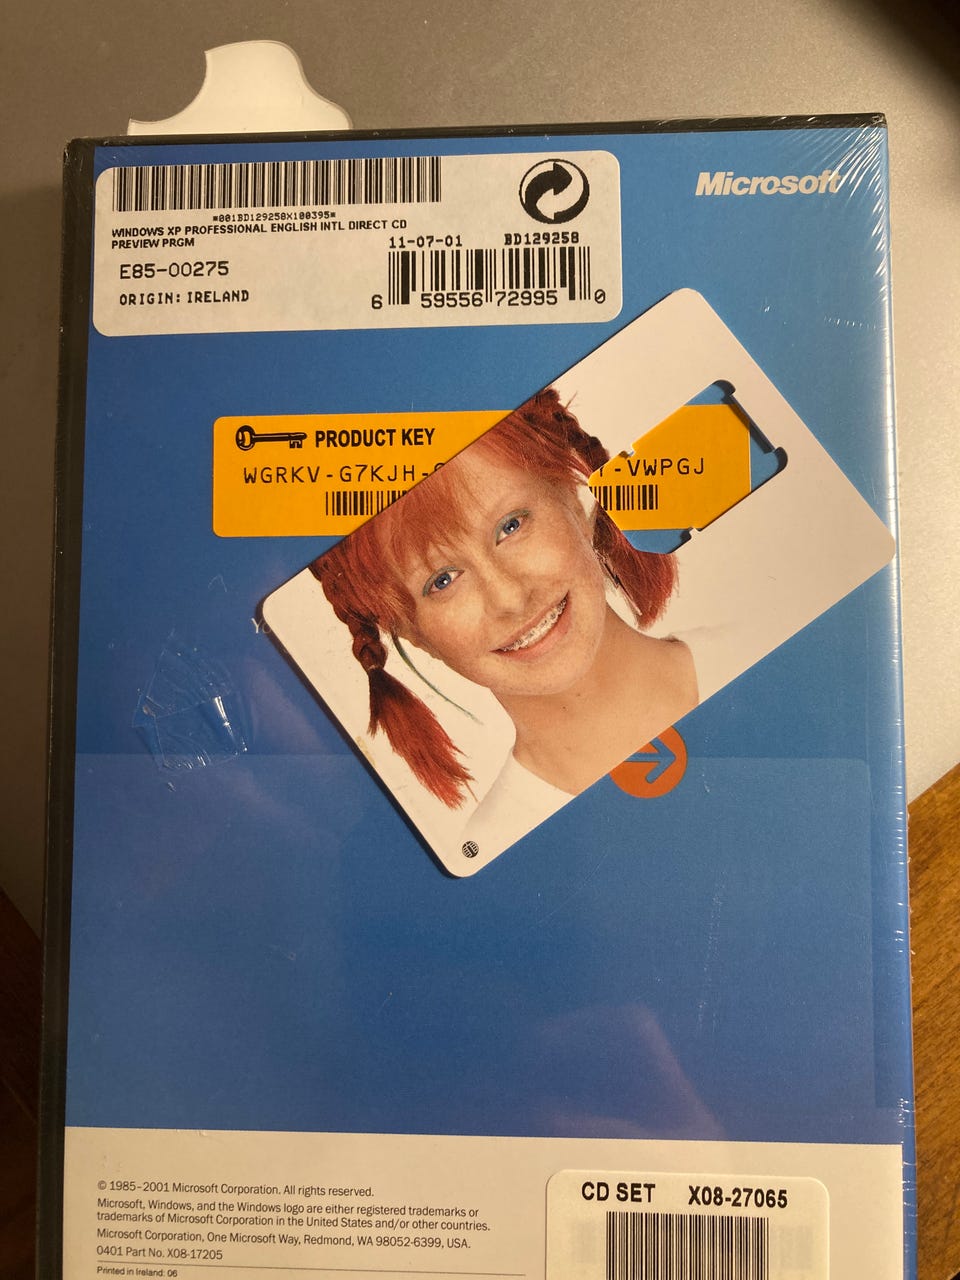 Microsoft
*001BD129258X100395*
WINDOWS XP PROFESSIONAL ENGLISH INTL DIRECT CD
PREVIEW PRGM
11-07-01 BD129258
E85-00275
ORIGIN: IRELAND
6 59556 72995 0
PRODUCT KEY
WGRKV-G7KJH- -VWPGJ
© 1985–2001 Microsoft Corporation. All rights reserved.
Microsoft, Windows, and the Windows logo are either registered trademarks or
trademarks of Microsoft Corporation in the United States and/or other countries.
Microsoft Corporation, One Microsoft Way, Redmond, WA 98052-6399, USA.
0401 Part No. X08-17205
Printed in Ireland: 06
CD SET X08-27065